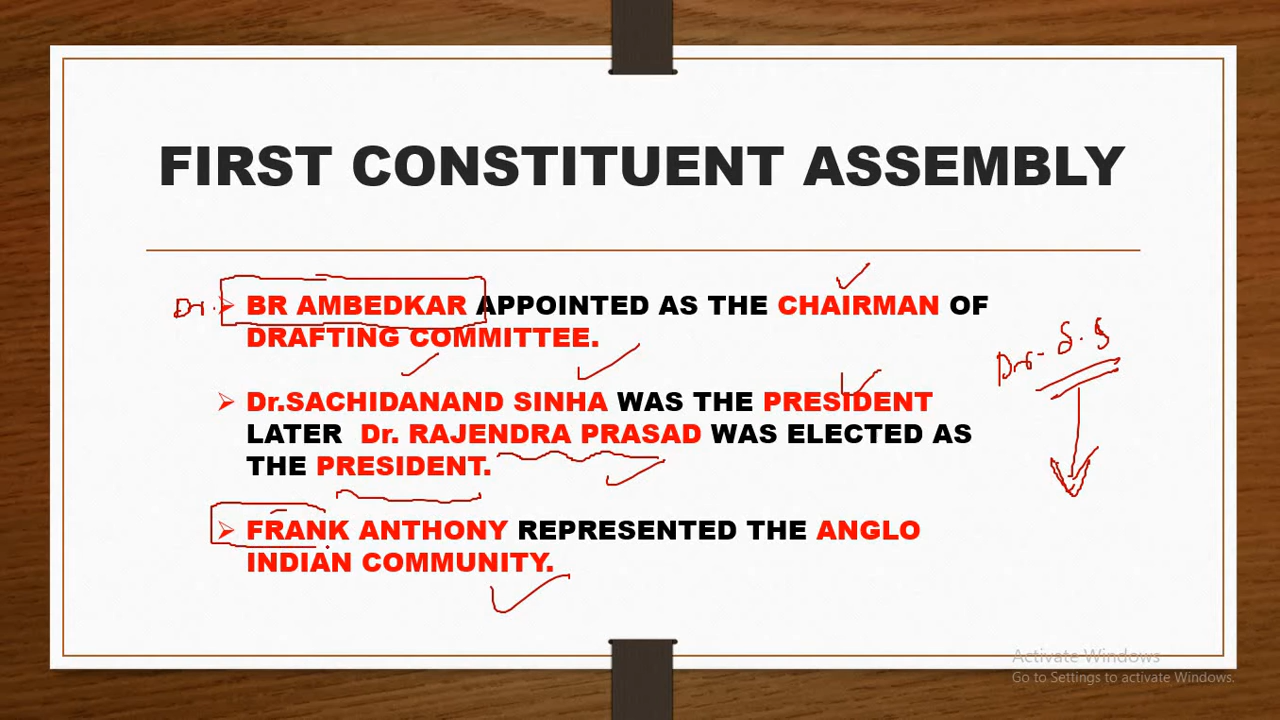 FIRST CONSTITUENT ASSEMBLY
Dr. ➢ BR AMBEDKAR APPOINTED AS THE CHAIRMAN OF
DRAFTING COMMITTEE.
Dr. S.S
➢ Dr.SACHIDANAND SINHA WAS THE PRESIDENT
LATER Dr. RAJENDRA PRASAD WAS ELECTED AS
THE PRESIDENT.
➢ FRANK ANTHONY REPRESENTED THE ANGLO
INDIAN COMMUNITY.
Activate Windows
Go to Settings to activate Windows.